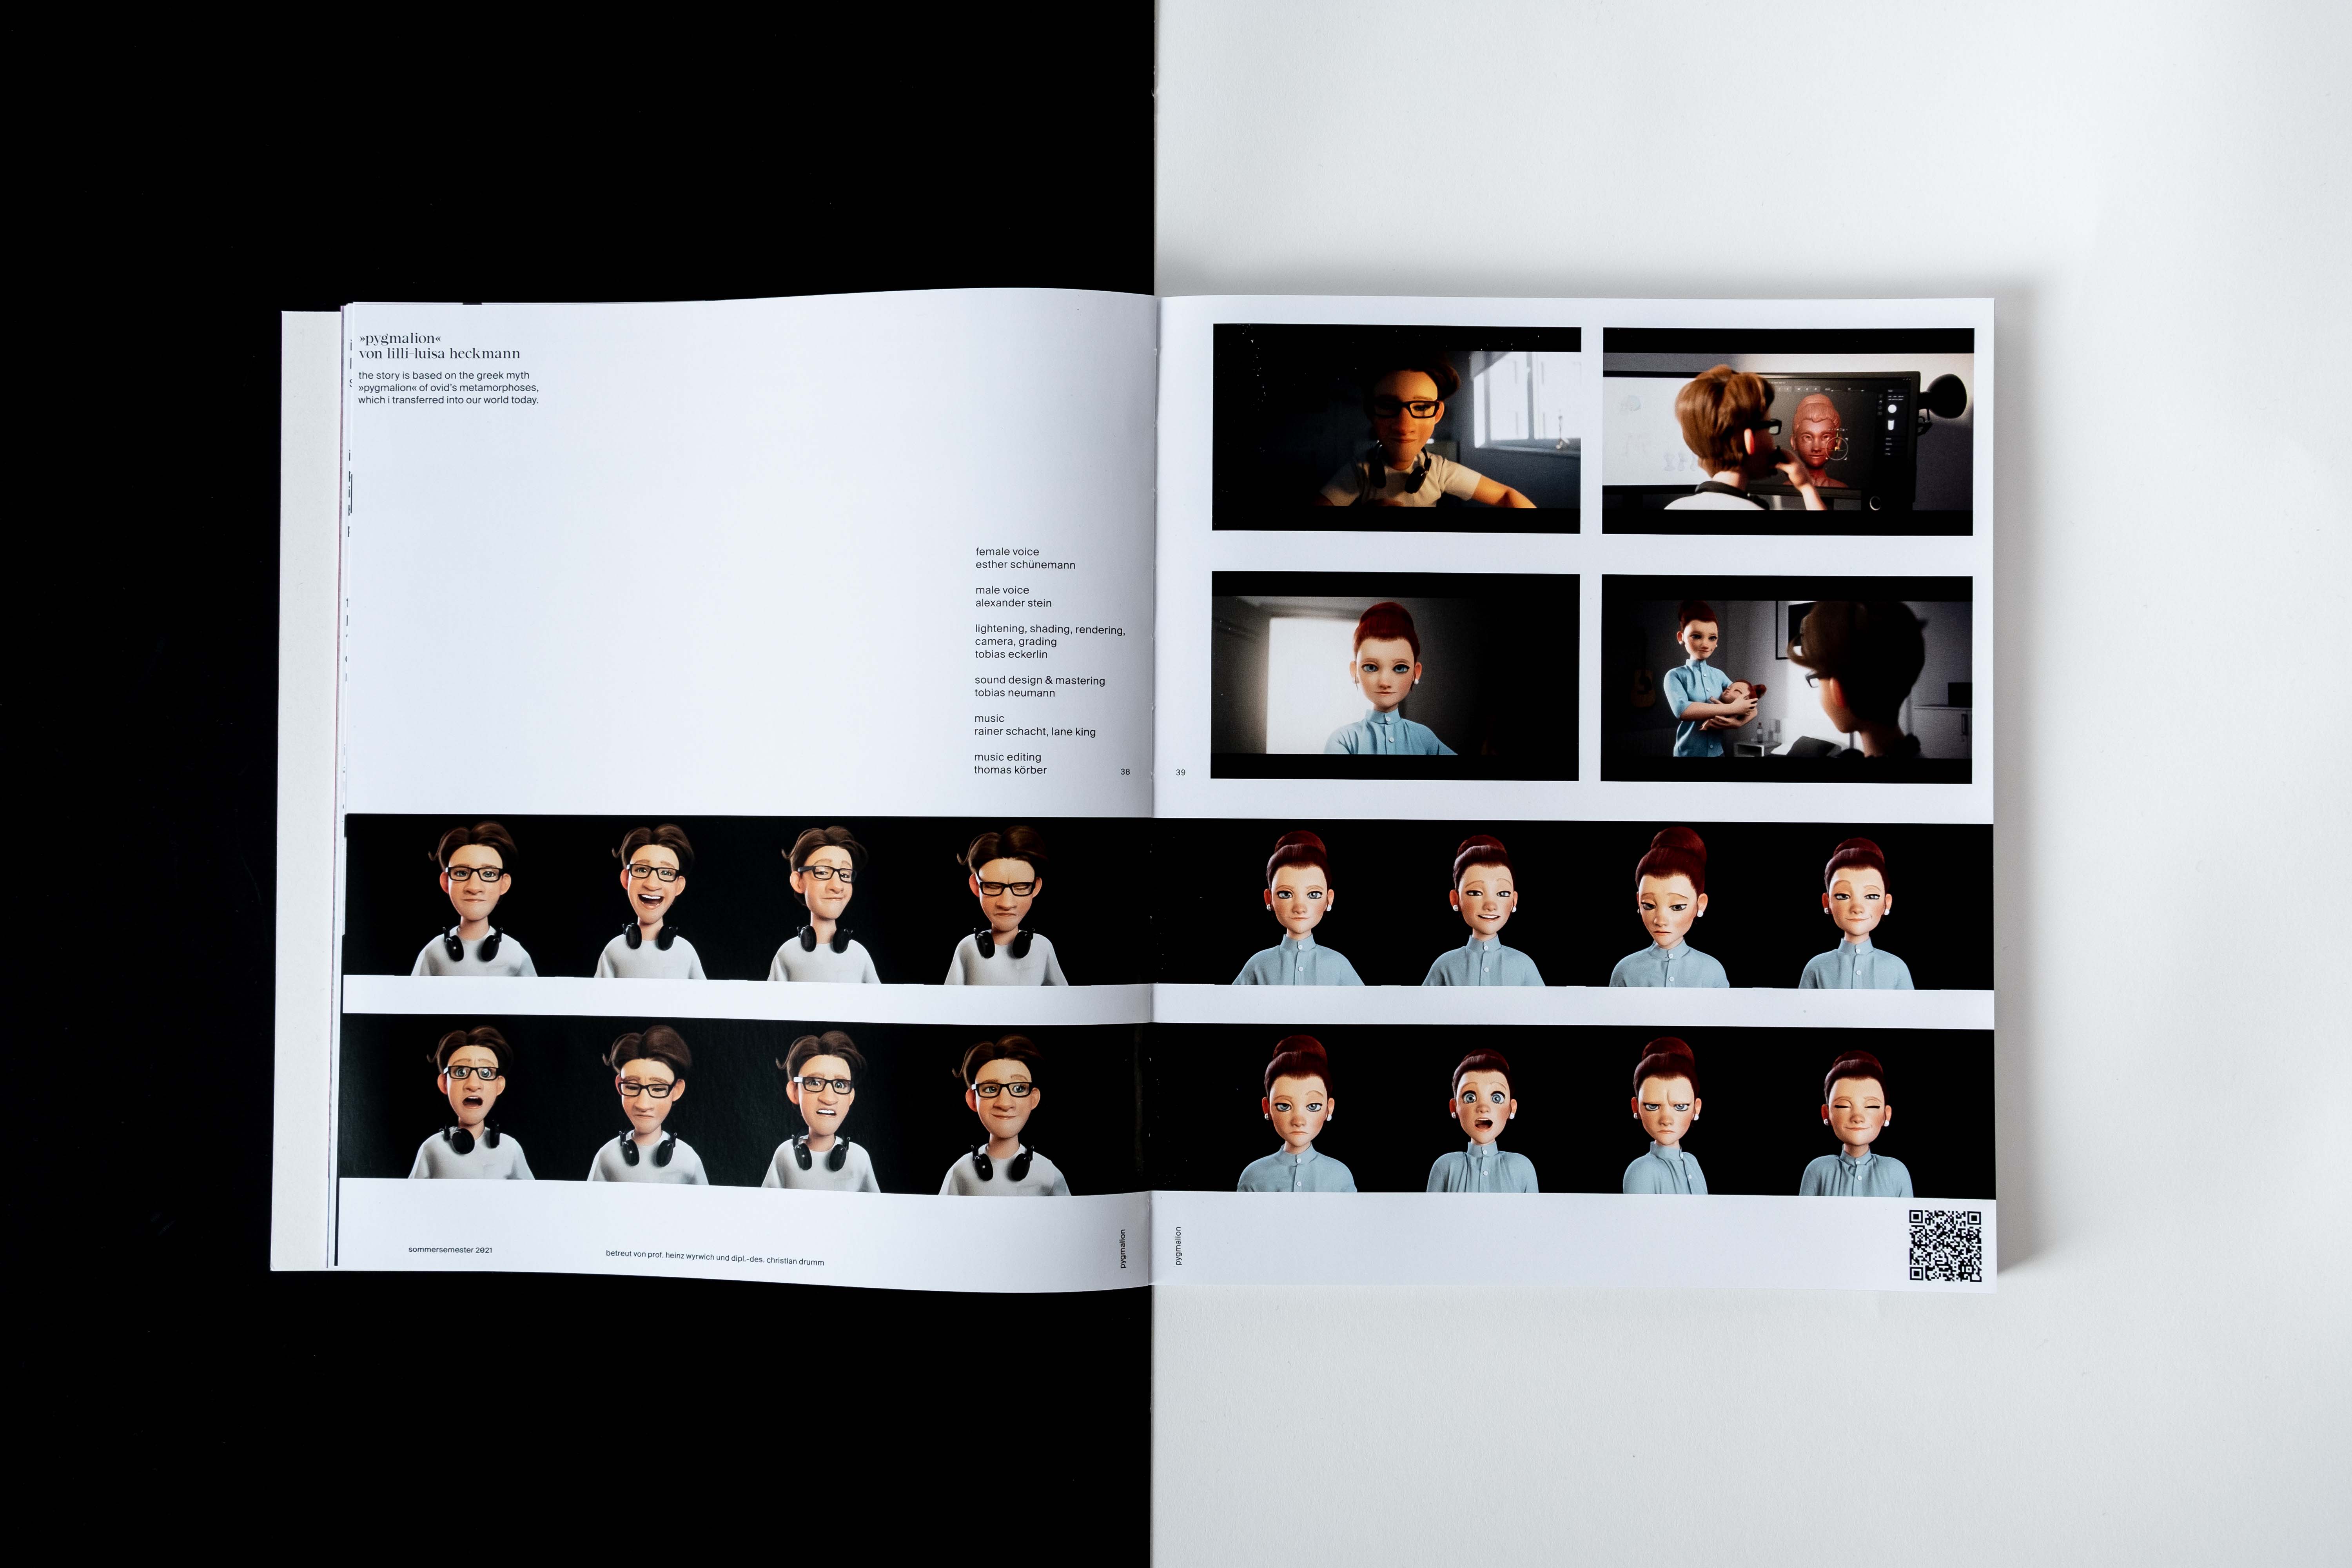 »pygmalion«
von lilli-luisa heckmann
the story is based on the greek myth
»pygmalion« of ovid's metamorphoses,
which i transferred into our world today.
female voice
esther schünemann
male voice
alexander stein
lightening, shading, rendering,
camera, grading
tobias eckerlin
sound design & mastering
tobias neumann
music
rainer schacht, lane king
music editing
thomas körber
38
39
sommersemester 2021
betreut von prof. heinz wyrwich und dipl.-des. christian drumm
pygmalion
pygmalion